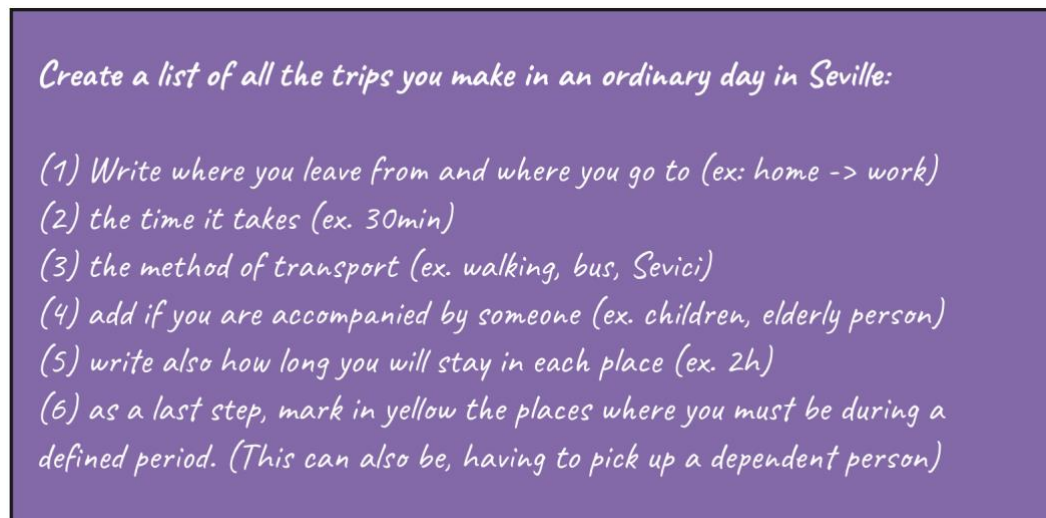 Create a list of all the trips you make in an ordinary day in Seville:
(1) Write where you leave from and where you go to (ex: home -> work)
(2) the time it takes (ex. 30min)
(3) the method of transport (ex. walking, bus, Sevici)
(4) add if you are accompanied by someone (ex. children, elderly person)
(5) write also how long you will stay in each place (ex. 2h)
(6) as a last step, mark in yellow the places where you must be during a
defined period. (This can also be, having to pick up a dependent person)